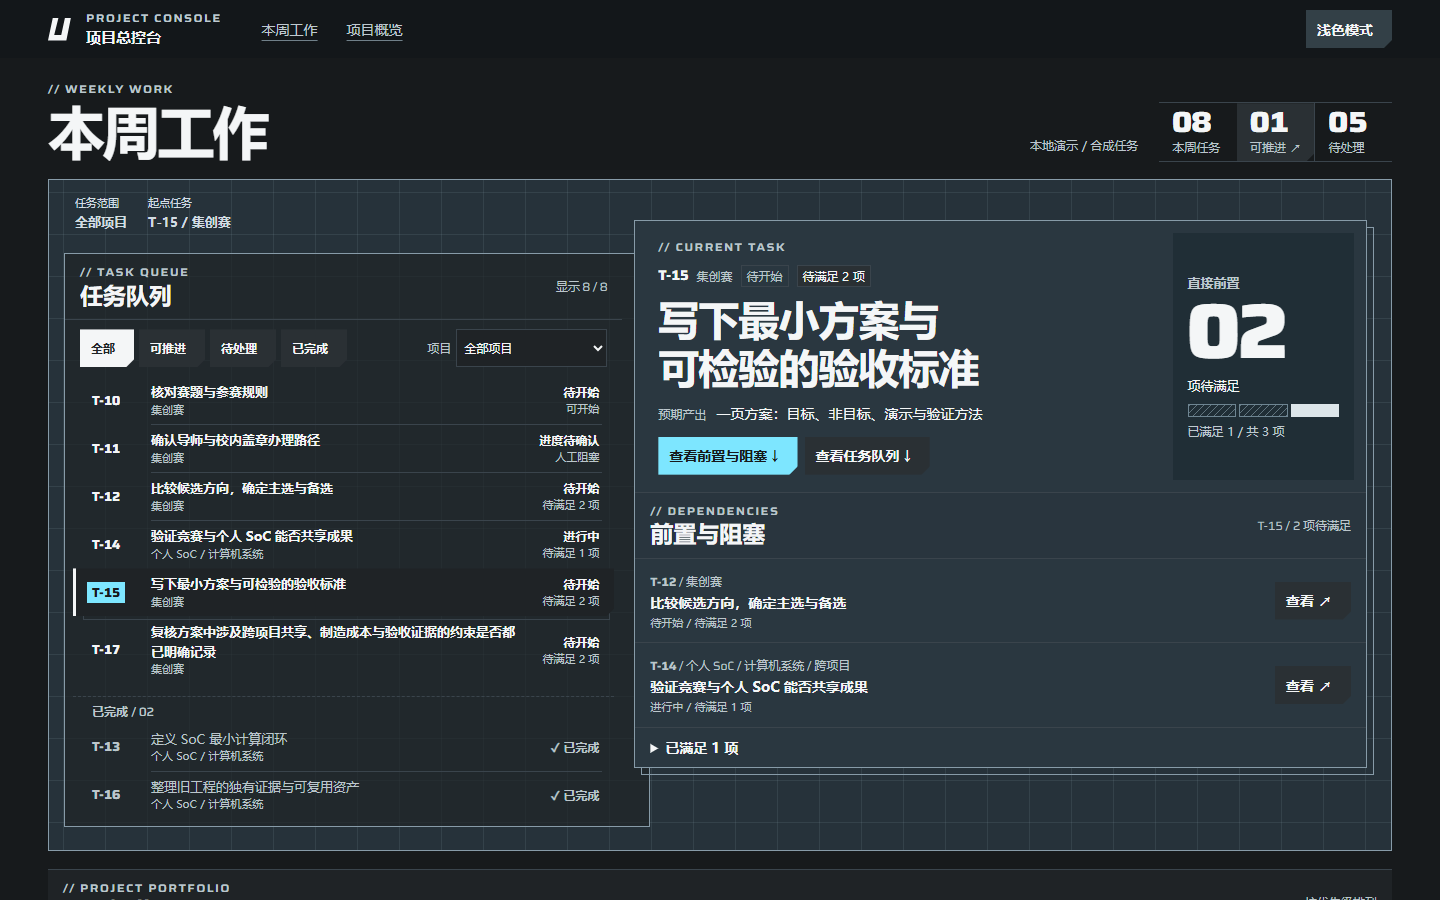 PROJECT CONSOLE
项目总控台
本周工作
项目概览
浅色模式
// WEEKLY WORK
本周工作
本地演示 / 合成任务
08
本周任务
01
可推进 ↗
05
待处理
任务范围
全部项目
起点任务
T-15 / 集创赛
// TASK QUEUE
任务队列
显示 8 / 8
全部
可推进
待处理
已完成
项目
全部项目
T-10
核对赛题与参赛规则
集创赛
待开始
可开始
T-11
确认导师与校内盖章办理路径
集创赛
进度待确认
人工阻塞
T-12
比较候选方向，确定主选与备选
集创赛
待开始
待满足 2 项
T-14
验证竞赛与个人 SoC 能否共享成果
个人 SoC / 计算机系统
进行中
待满足 1 项
T-15
写下最小方案与可检验的验收标准
集创赛
待开始
待满足 2 项
T-17
复核方案中涉及跨项目共享、制造成本与验收证据的约束是否都
已明确记录
集创赛
待开始
待满足 2 项
已完成 / 02
T-13
定义 SoC 最小计算闭环
个人 SoC / 计算机系统
✓ 已完成
T-16
整理旧工程的独有证据与可复用资产
个人 SoC / 计算机系统
✓ 已完成
// CURRENT TASK
T-15 集创赛 待开始 待满足 2 项
写下最小方案与
可检验的验收标准
预期产出 一页方案：目标、非目标、演示与验证方法
查看前置与阻塞 ↓
查看任务队列 ↓
直接前置
02
项待满足
已满足 1 / 共 3 项
// DEPENDENCIES
前置与阻塞
T-15 / 2 项待满足
T-12 / 集创赛
比较候选方向，确定主选与备选
待开始 / 待满足 2 项
查看 ↗
T-14 / 个人 SoC / 计算机系统 / 跨项目
验证竞赛与个人 SoC 能否共享成果
进行中 / 待满足 1 项
查看 ↗
▶ 已满足 1 项
// PROJECT PORTFOLIO